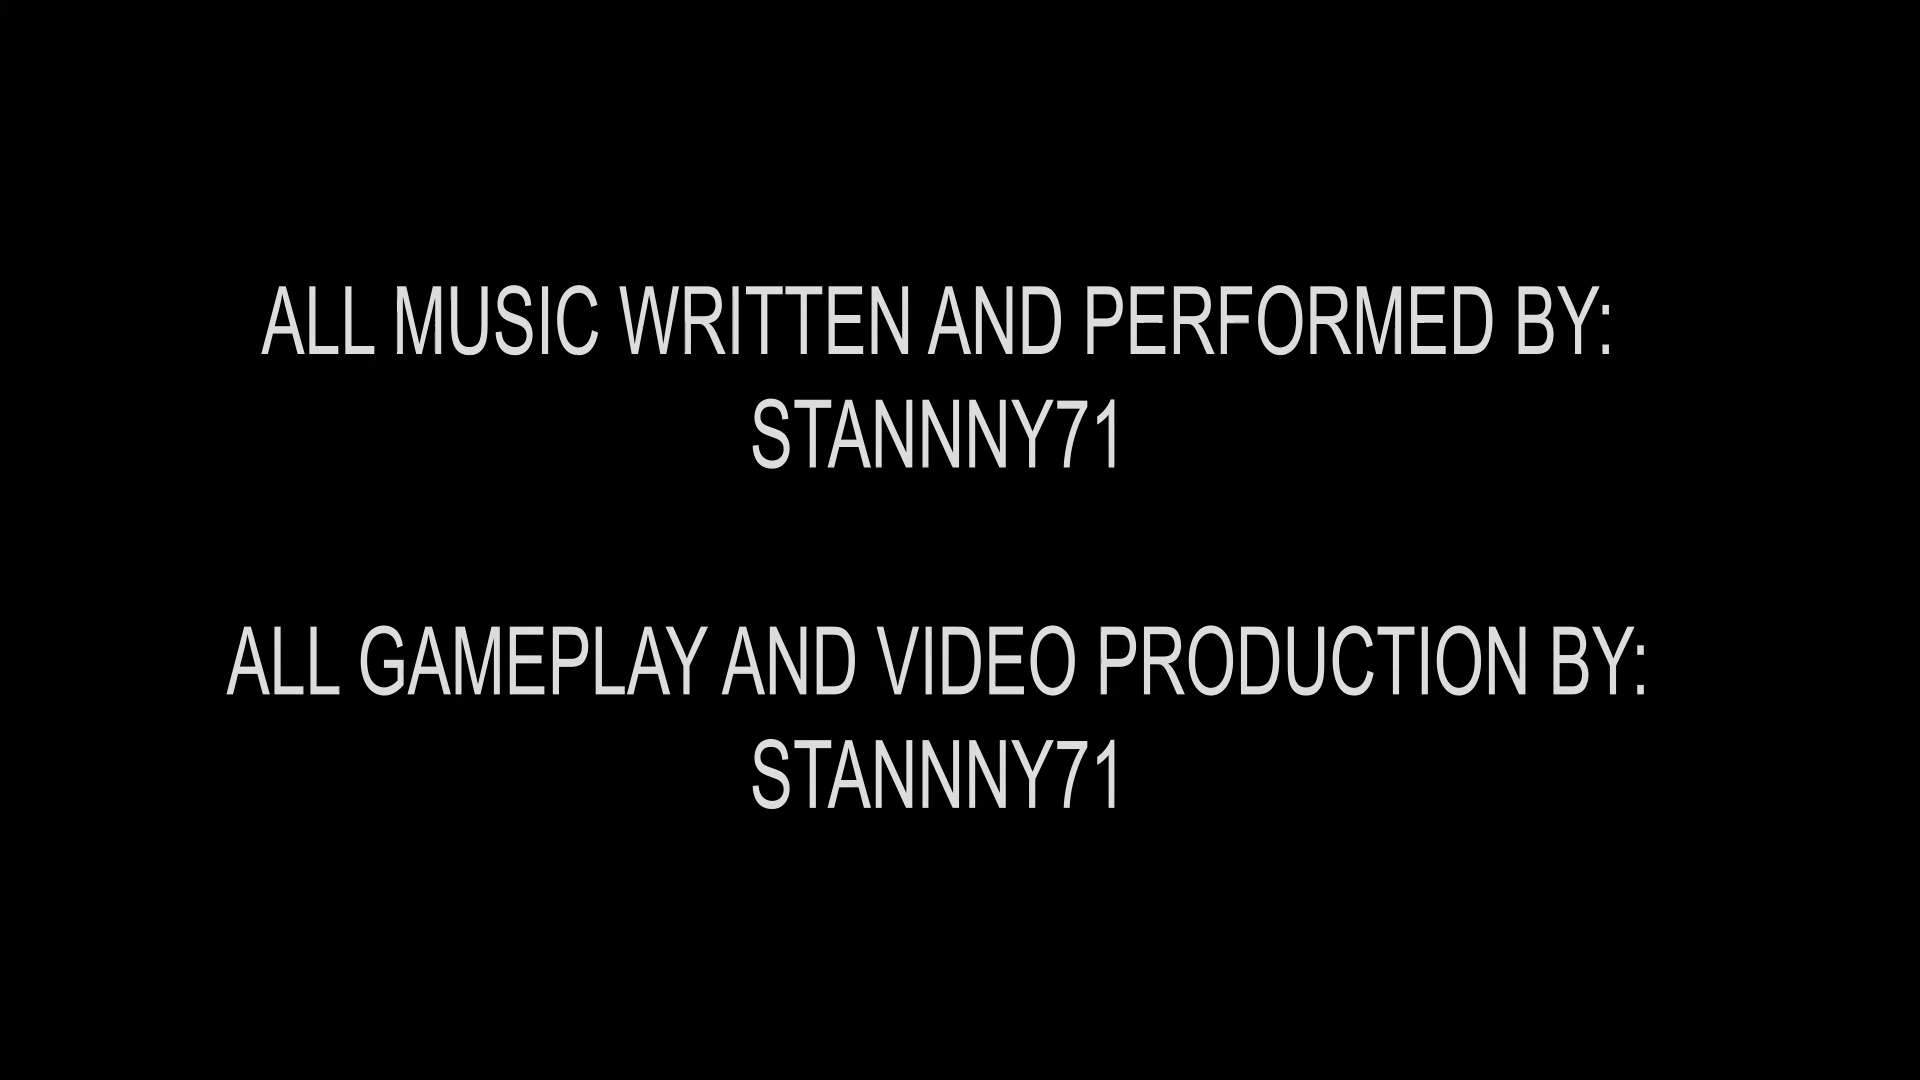 ALL MUSIC WRITTEN AND PERFORMED BY:
STANNNY71
ALL GAMEPLAY AND VIDEO PRODUCTION BY:
STANNNY71